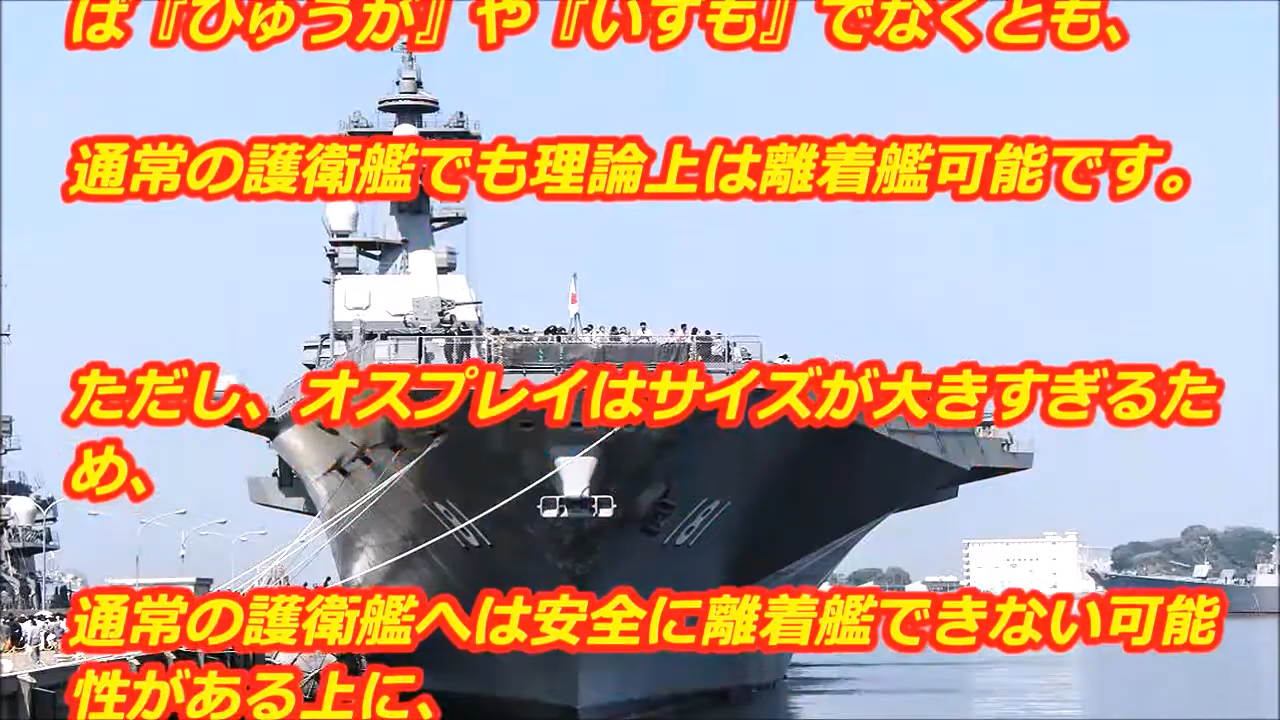 ば『ひゅうが』や『いずも』でなくとも、
通常の護衛艦でも理論上は離着艦可能です。
ただし、オスプレイはサイズが大きすぎるた
め、
181
181
通常の護衛艦へは安全に離着艦できない可能
性がある上に、